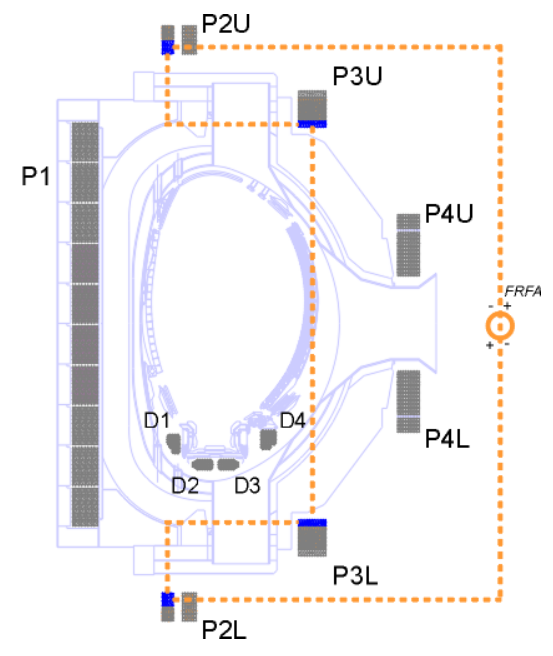 P2U
P3U
P1
P4U
FRFA
- +
+ -
D1
D4
P4L
D2
D3
P3L
P2L